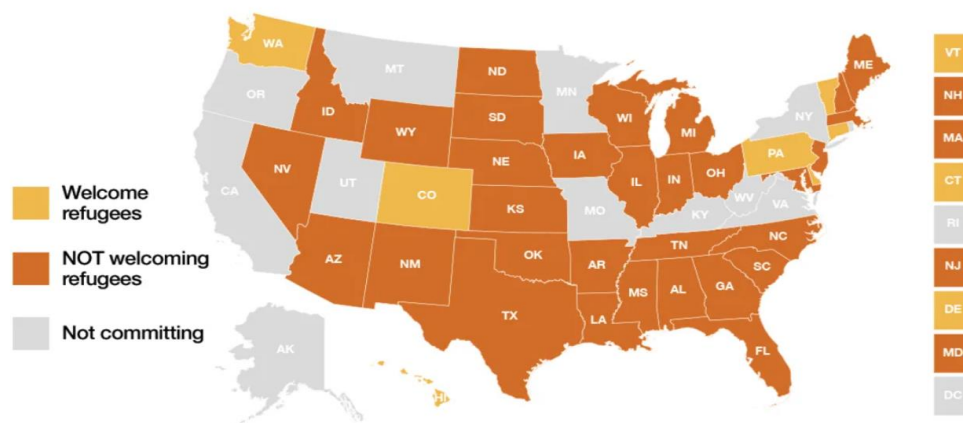 WA
MT
ND
MN
ME
VT
OR
ID
SD
WI
MI
NY
NH
WY
MA
NE
IA
PA
NV
UT
CO
IL
IN
OH
CT
CA
KS
MO
KY
WV
VA
RI
Welcome
refugees
AZ
NM
OK
AR
TN
NC
SC
NJ
NOT welcoming
refugees
MS
AL
GA
TX
LA
DE
Not committing
AK
FL
MD
HI
DC